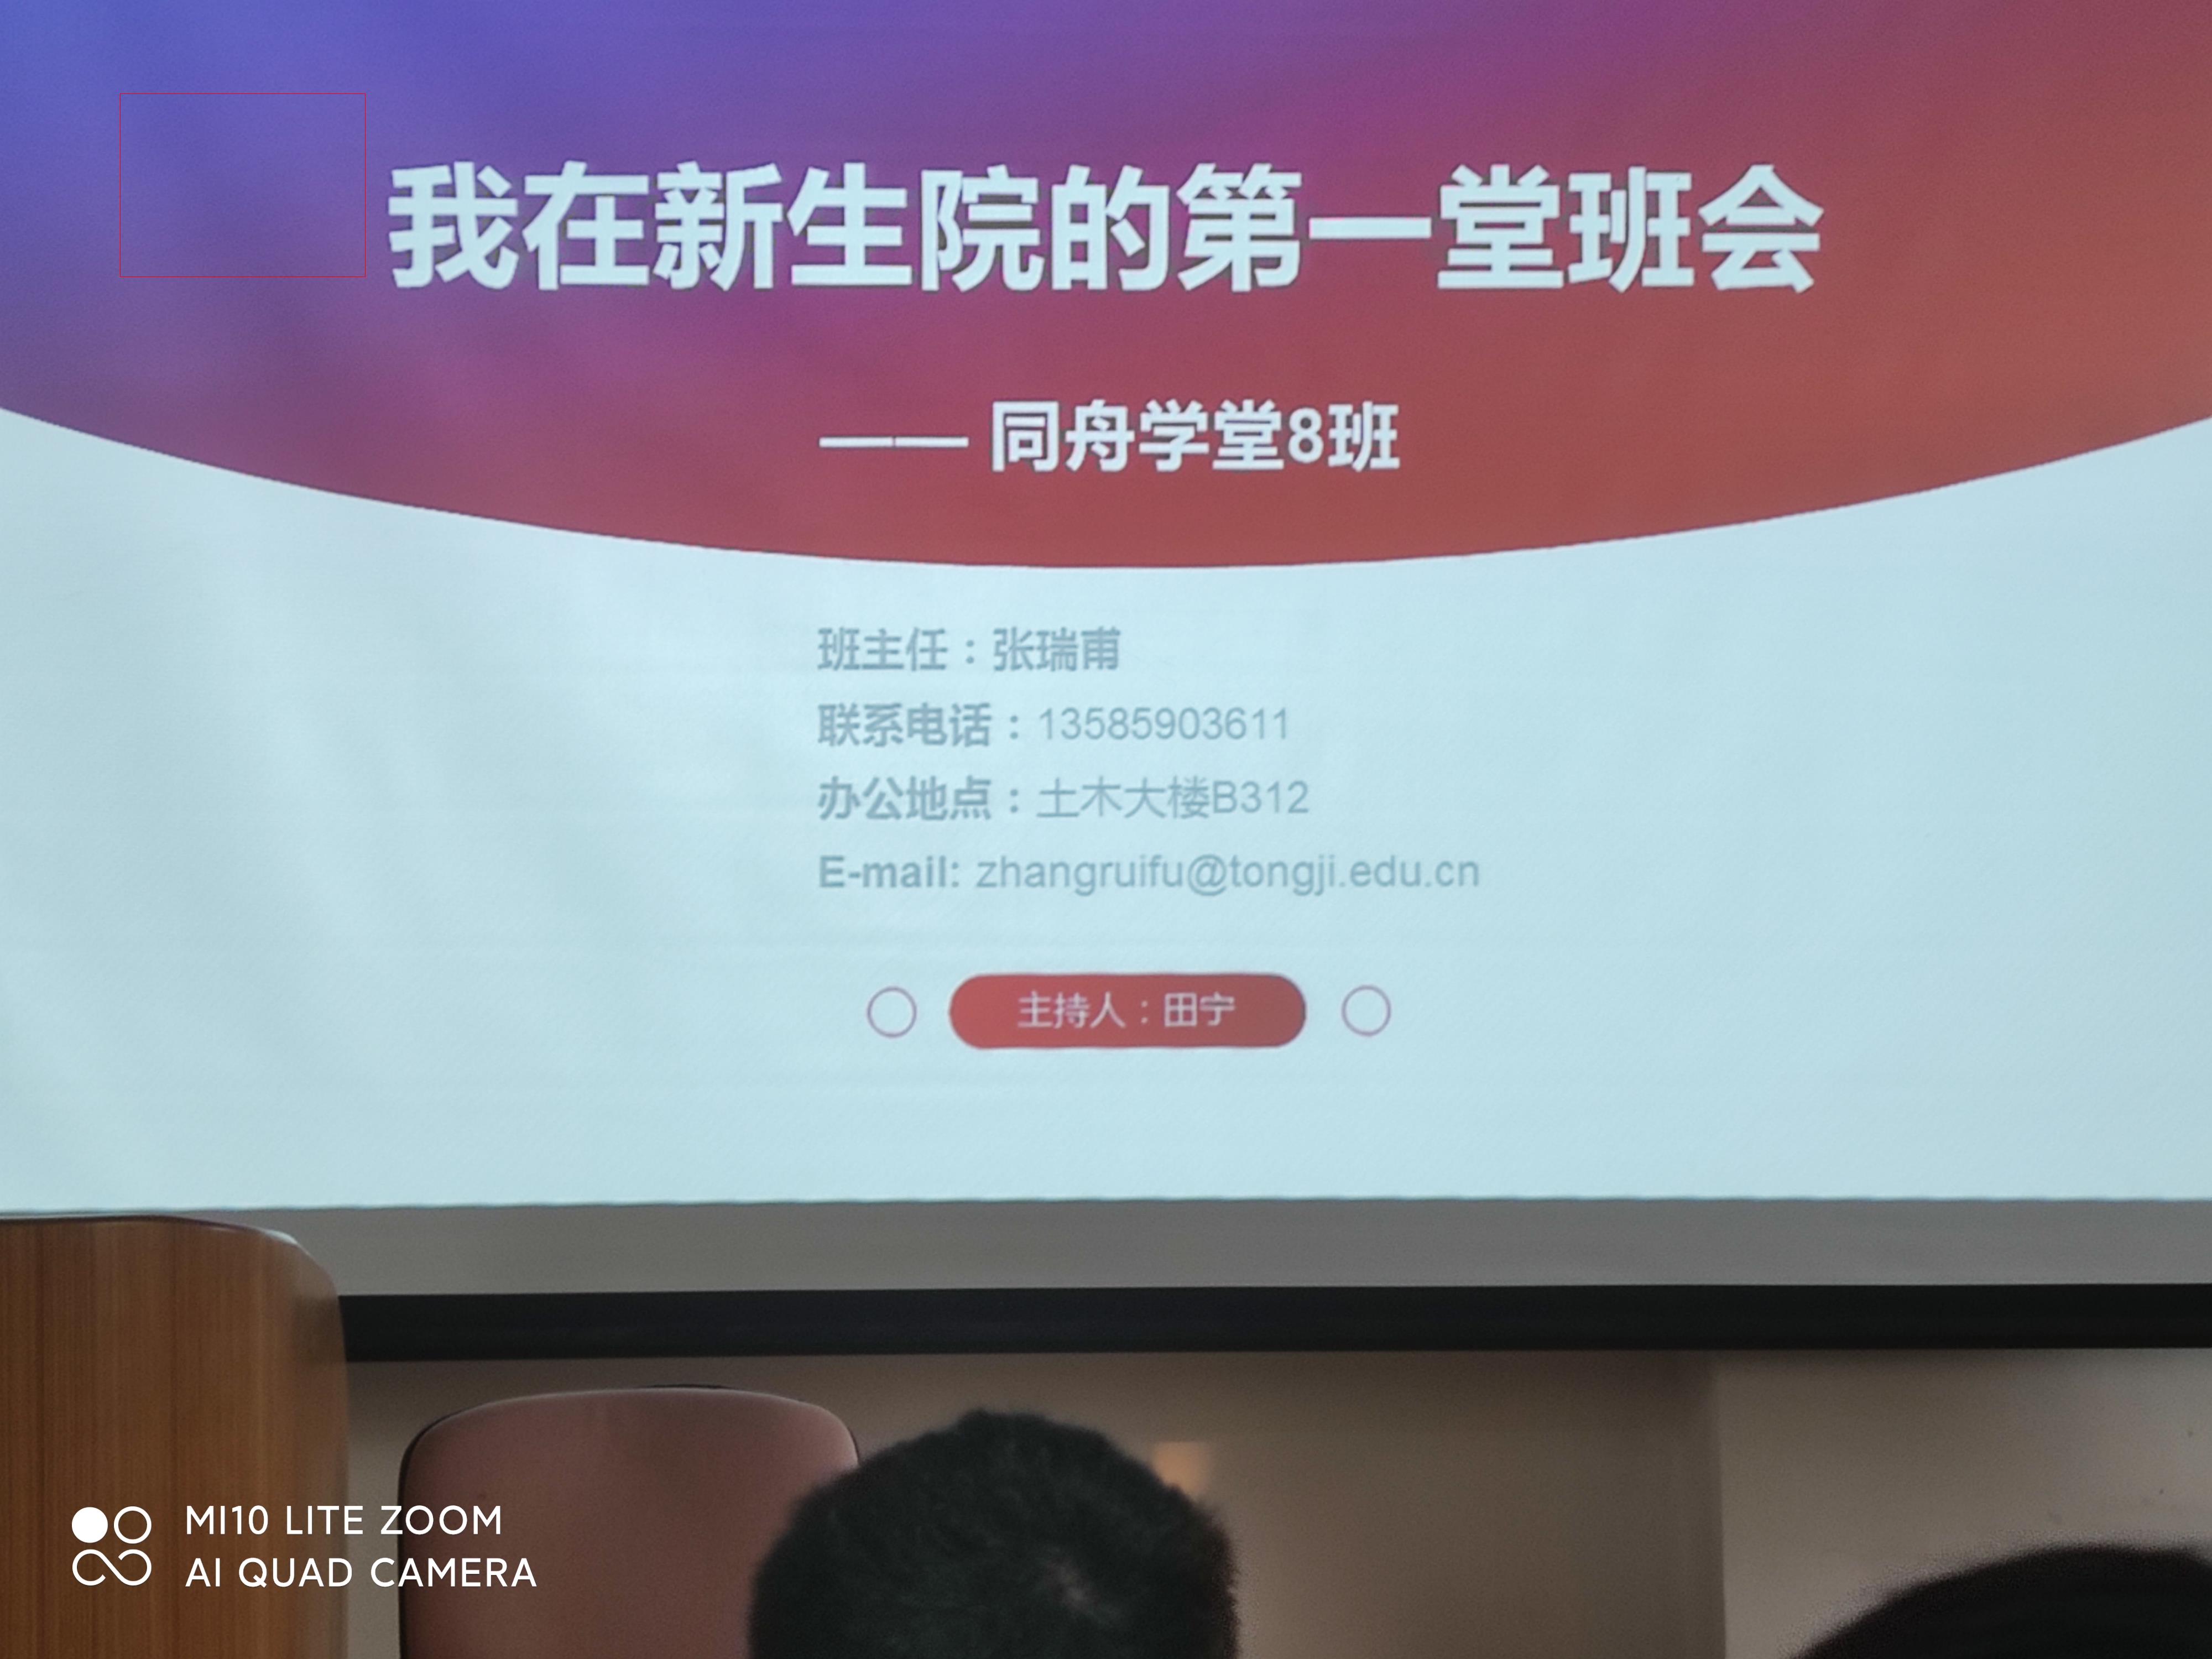 我在新生院的第一堂班会
—— 同舟学堂8班
班主任：张瑞甫
联系电话：13585903611
办公地点：土木大楼B312
E-mail: zhangruifu@tongji.edu.cn
主持人：田宁
MI10 LITE ZOOM
AI QUAD CAMERA